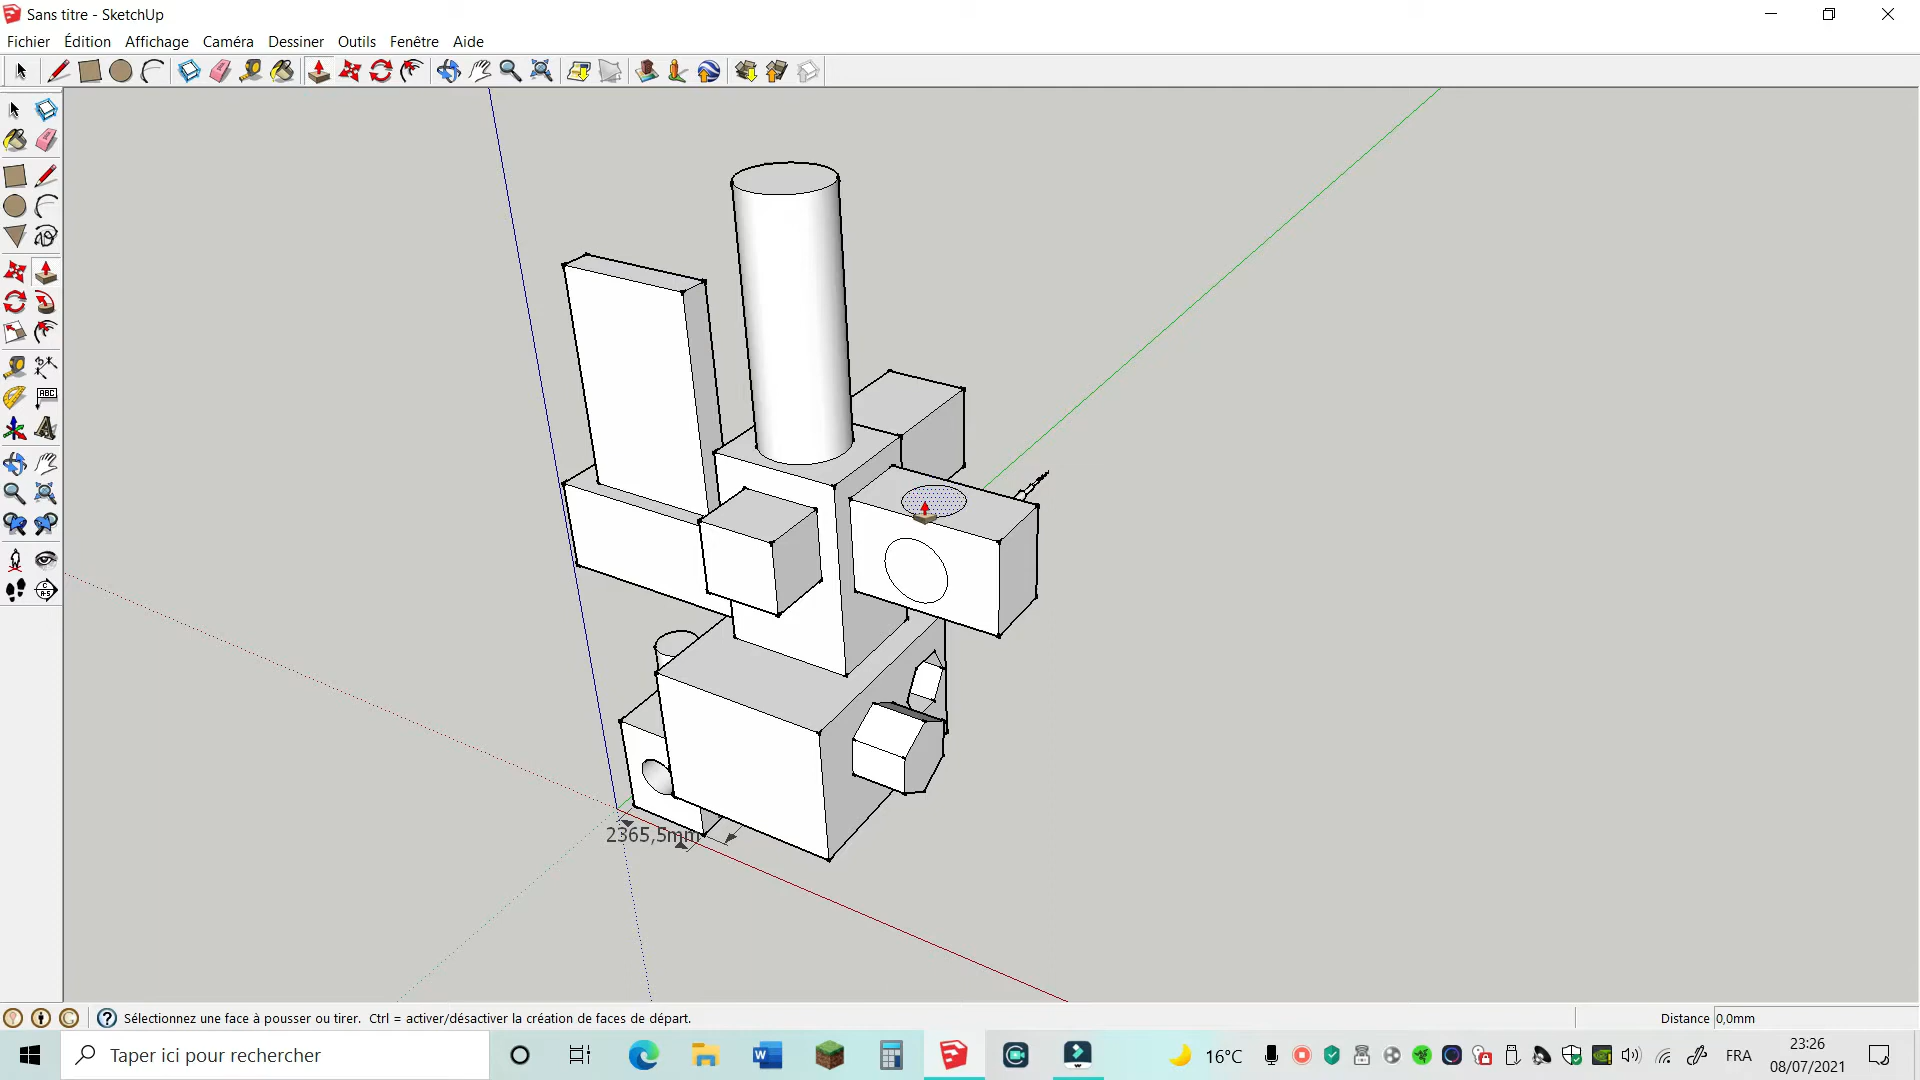 Sans titre - SketchUp
Fichier Édition Affichage Caméra Dessiner Outils Fenêtre Aide
ABC
2365,5mm
Sélectionnez une face à pousser ou tirer. Ctrl = activer/désactiver la création de faces de départ.
Distance 0,0mm
Taper ici pour rechercher
16°C
FRA
23:26
08/07/2021